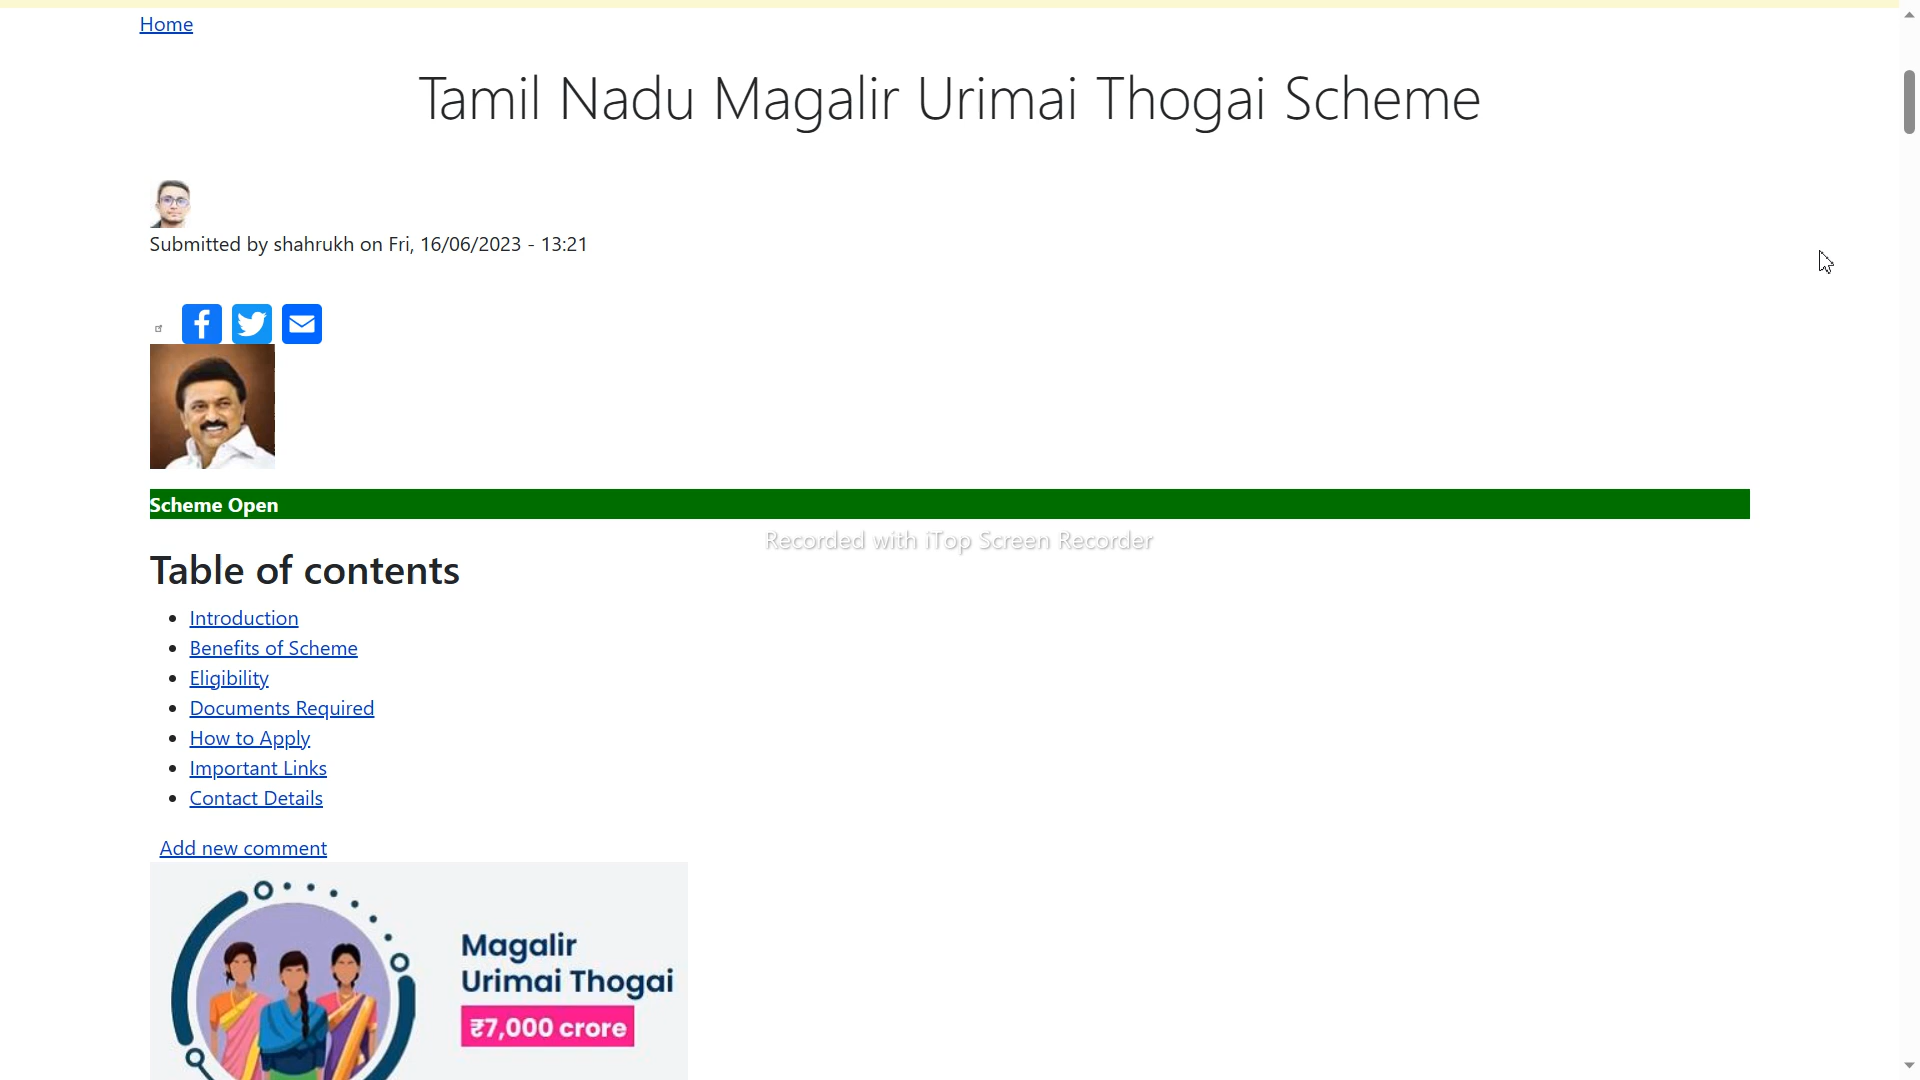 Home
Tamil Nadu Magalir Urimai Thogai Scheme
Submitted by shahrukh on Fri, 16/06/2023 - 13:21
Scheme Open
Recorded with iTop Screen Recorder
Table of contents
Introduction
Benefits of Scheme
Eligibility
Documents Required
How to Apply
Important Links
Contact Details
Add new comment
Magalir
Urimai Thogai
₹7,000 crore